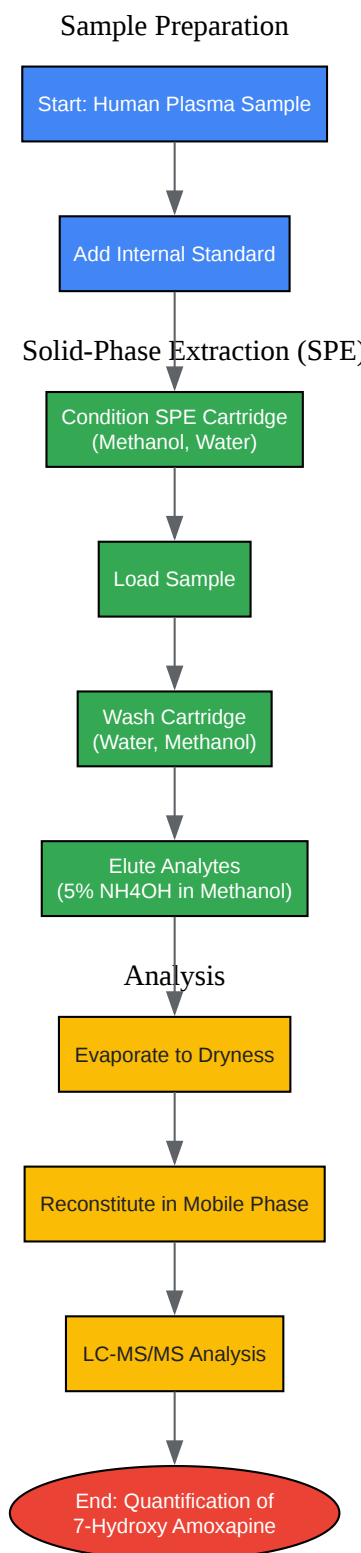 Sample Preparation
Start: Human Plasma Sample
Add Internal Standard
Solid-Phase Extraction (SPE)
Condition SPE Cartridge
(Methanol, Water)
Load Sample
Wash Cartridge
(Water, Methanol)
Elute Analytes
(5% NH4OH in Methanol)
Analysis
Evaporate to Dryness
Reconstitute in Mobile Phase
LC-MS/MS Analysis
End: Quantification of
7-Hydroxy Amoxapine